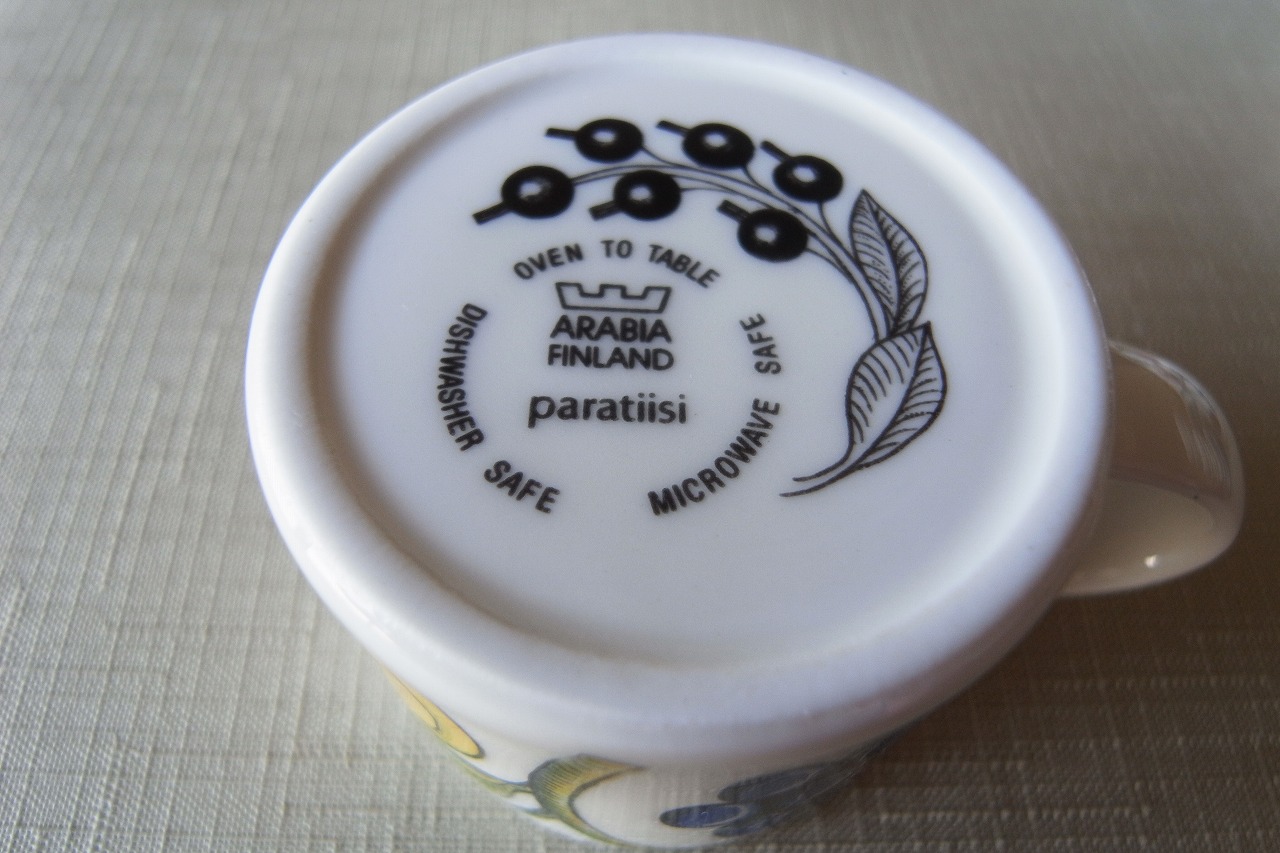 OVEN TO TABLE
ARABIA
FINLAND
paratiisi
DISHWASHER SAFE
MICROWAVE SAFE